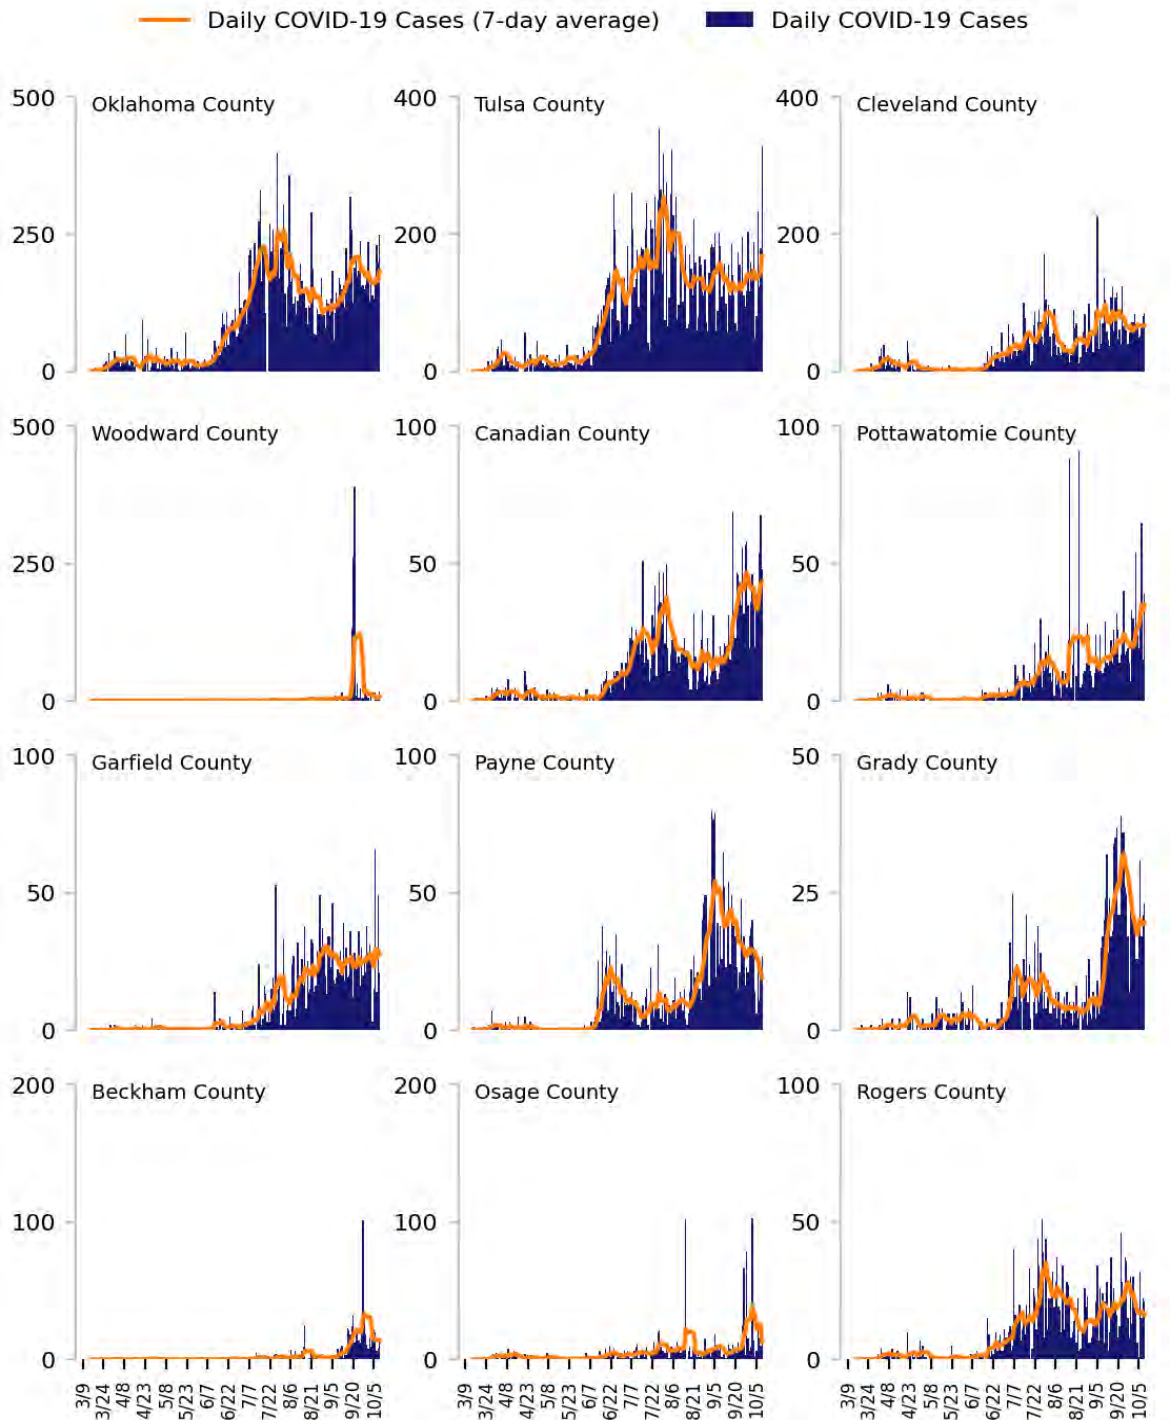 Daily COVID-19 Cases (7-day average) Daily COVID-19 Cases
500 Oklahoma County 400 Tulsa County 400 Cleveland County
250 200 200
0 0 0
500 Woodward County 100 Canadian County 100 Pottawatomie County
250 50 50
0 0 0
100 Garfield County 100 Payne County 50 Grady County
50 50 25
0 0 0
200 Beckham County 200 Osage County 100 Rogers County
100 100 50
0 0 0
3/9 3/24 4/8 4/23 5/8 5/23 6/7 6/22 7/7 7/22 8/6 8/21 9/5 9/20 10/5 3/9 3/24 4/8 4/23 5/8 5/23 6/7 6/22 7/7 7/22 8/6 8/21 9/5 9/20 10/5 3/9 3/24 4/8 4/23 5/8 5/23 6/7 6/22 7/7 7/22 8/6 8/21 9/5 9/20 10/5